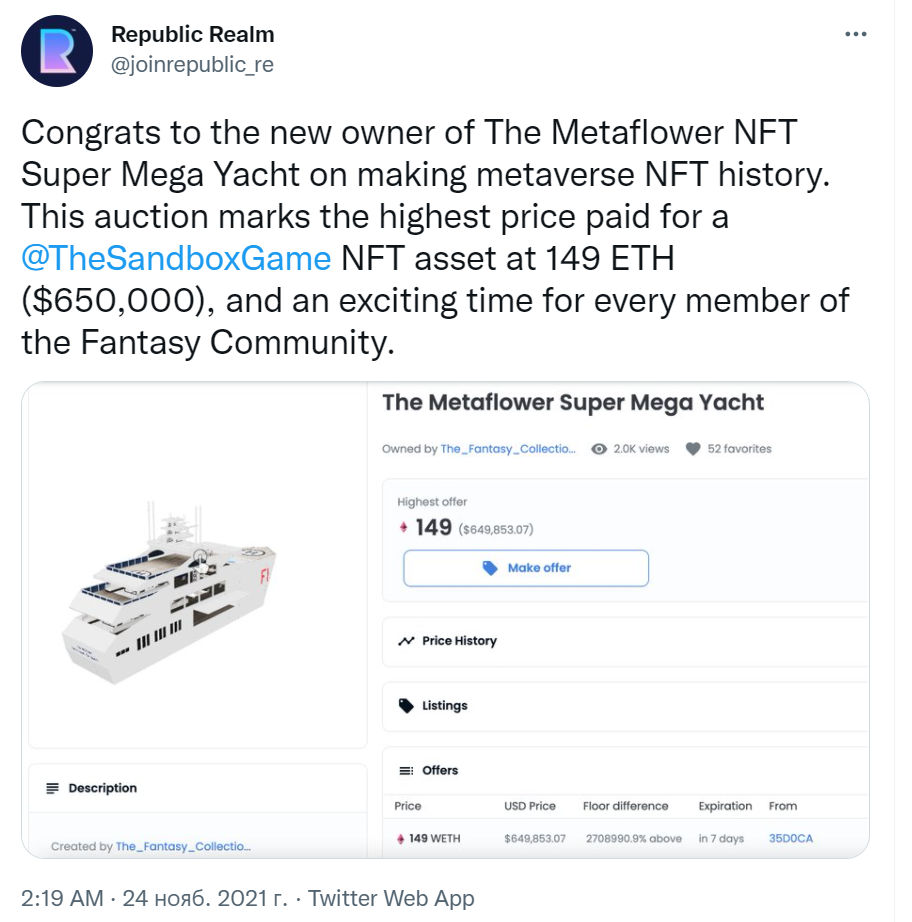 Republic Realm
@joinrepublic_re
Congrats to the new owner of The Metaflower NFT
Super Mega Yacht on making metaverse NFT history.
This auction marks the highest price paid for a
@TheSandboxGame NFT asset at 149 ETH
($650,000), and an exciting time for every member of
the Fantasy Community.
The Metaflower Super Mega Yacht
Owned by The_Fantasy_Collectio... 2.0K views 52 favorites
Highest offer
149 ($649,853.07)
Make offer
Price History
Listings
Offers
Price USD Price Floor difference Expiration From
149 WETH $649,853.07 2708990.9% above in 7 days 35D0CA
Description
Created by The_Fantasy_Collectio...
2:19 AM · 24 нояб. 2021 г. · Twitter Web App